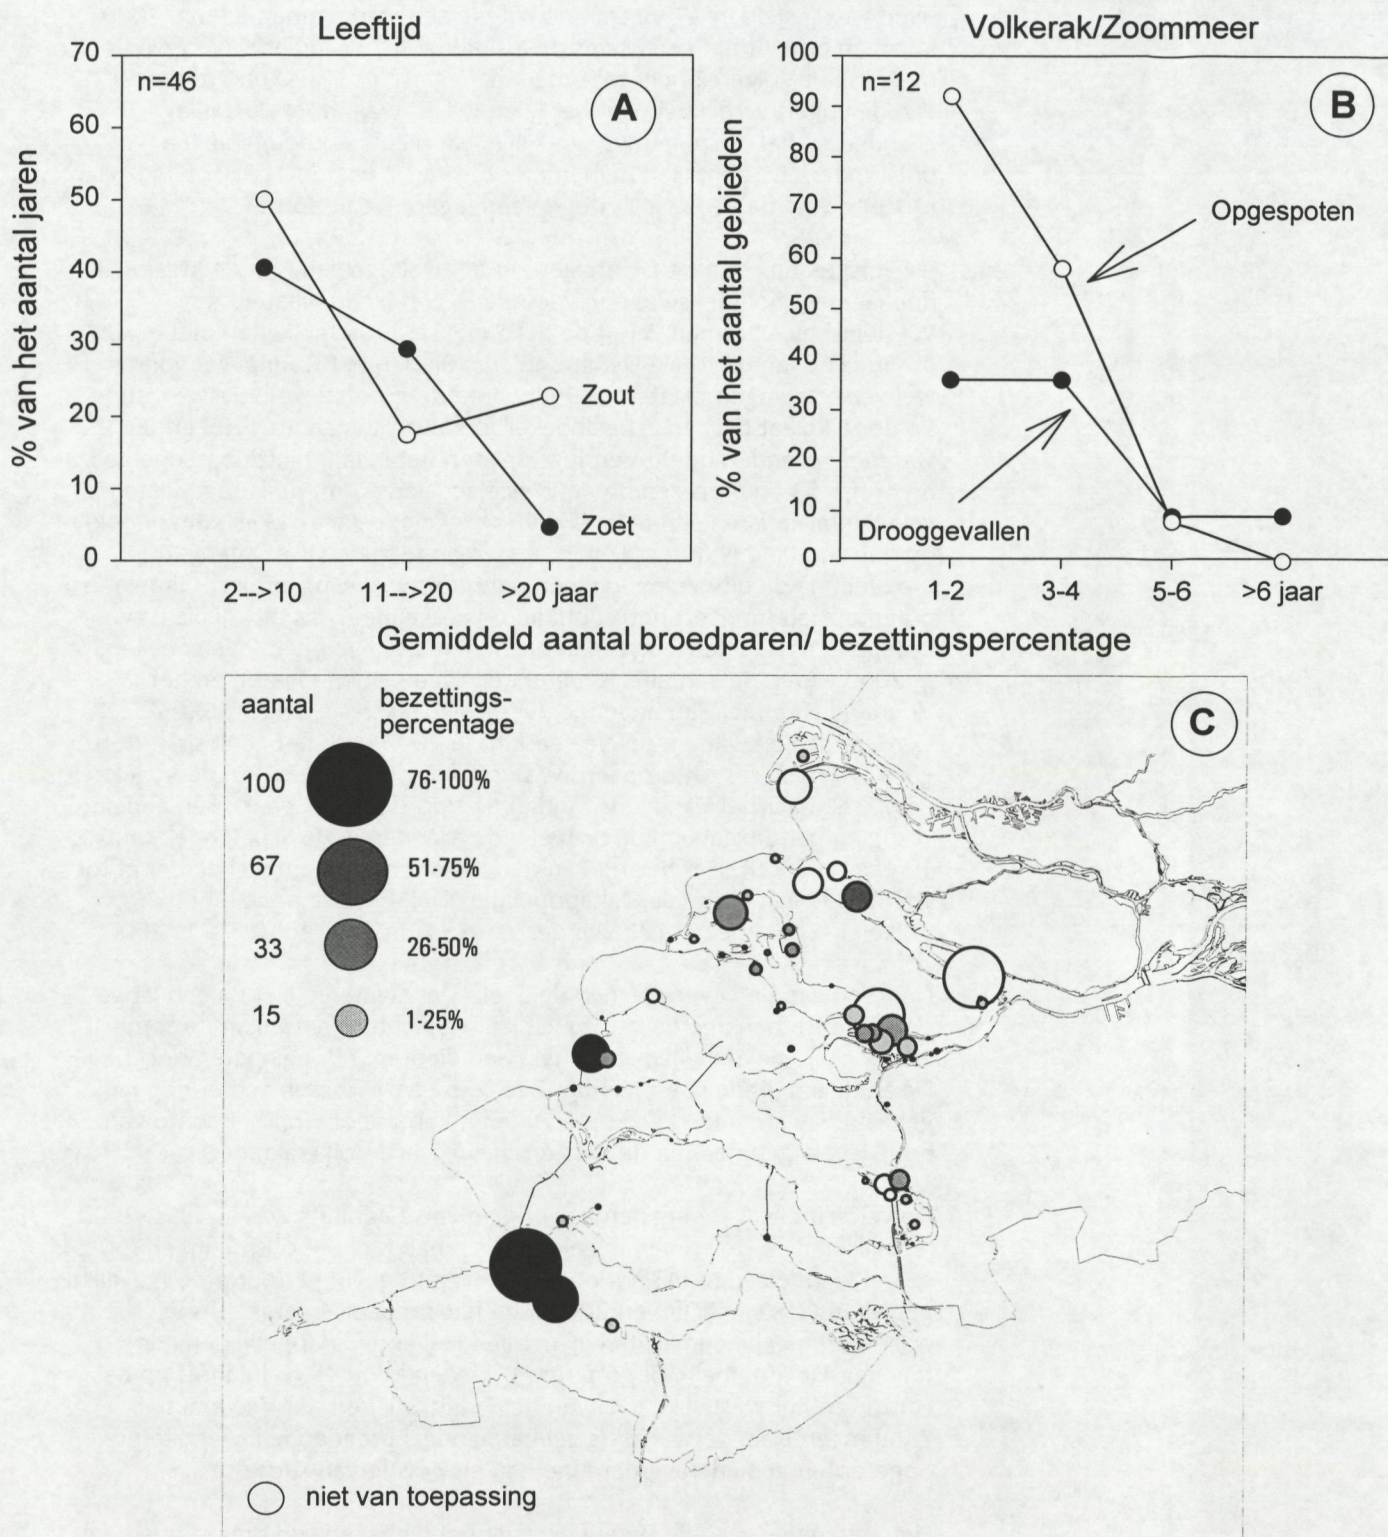 Leeftijd
70
60
50
40
30
20
10
0
% van het aantal jaren
n=46
A
Zout
Zoet
2-->10 11-->20 >20 jaar
Volkerak/Zoommeer
100
90
80
70
60
50
40
30
20
10
0
% van het aantal gebieden
n=12
B
Opgespoten
Drooggevallen
1-2 3-4 5-6 >6 jaar
Gemiddeld aantal broedparen/ bezettingspercentage
aantal bezettings-
percentage
C
100 76-100%
67 51-75%
33 26-50%
15 1-25%
niet van toepassing